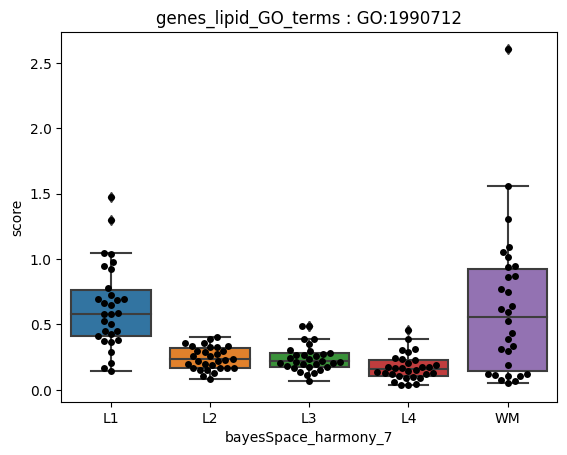 genes_lipid_GO_terms : GO:1990712
score
2.5
2.0
1.5
1.0
0.5
0.0
L1 L2 L3 L4 WM
bayesSpace_harmony_7